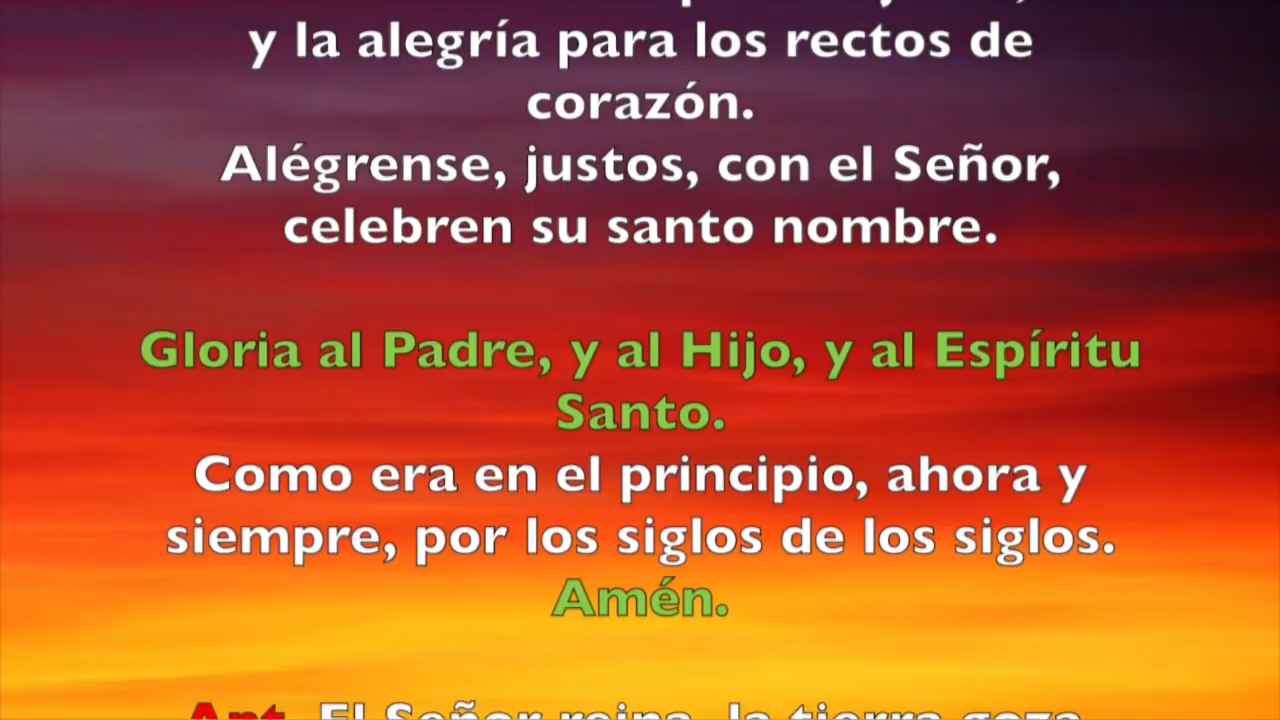 y la alegría para los rectos de
corazón.
Alégrense, justos, con el Señor,
celebren su santo nombre.
Gloria al Padre, y al Hijo, y al Espíritu
Santo.
Como era en el principio, ahora y
siempre, por los siglos de los siglos.
Amén.
Ant. El Señor reina, la tierra goza.